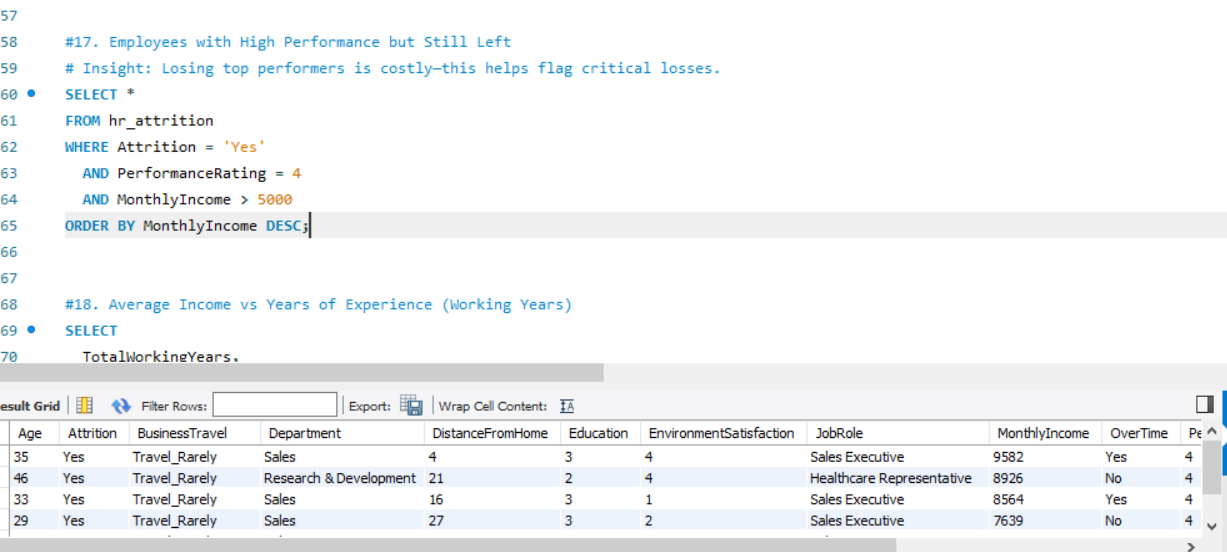 57
58 #17. Employees with High Performance but Still Left
59 # Insight: Losing top performers is costly—this helps flag critical losses.
60 SELECT *
61 FROM hr_attrition
62 WHERE Attrition = 'Yes'
63 AND PerformanceRating = 4
64 AND MonthlyIncome > 5000
65 ORDER BY MonthlyIncome DESC;
66
67
68 #18. Average Income vs Years of Experience (Working Years)
69 SELECT
70 TotalWorkingYears,
esult Grid Filter Rows: Export: Wrap Cell Content: IA
Age Attrition BusinessTravel Department DistanceFromHome Education EnvironmentSatisfaction JobRole MonthlyIncome OverTime Pe
35 Yes Travel_Rarely Sales 4 3 4 Sales Executive 9582 Yes 4
46 Yes Travel_Rarely Research & Development 21 2 4 Healthcare Representative 8926 No 4
33 Yes Travel_Rarely Sales 16 3 1 Sales Executive 8564 Yes 4
29 Yes Travel_Rarely Sales 27 3 2 Sales Executive 7639 No 4